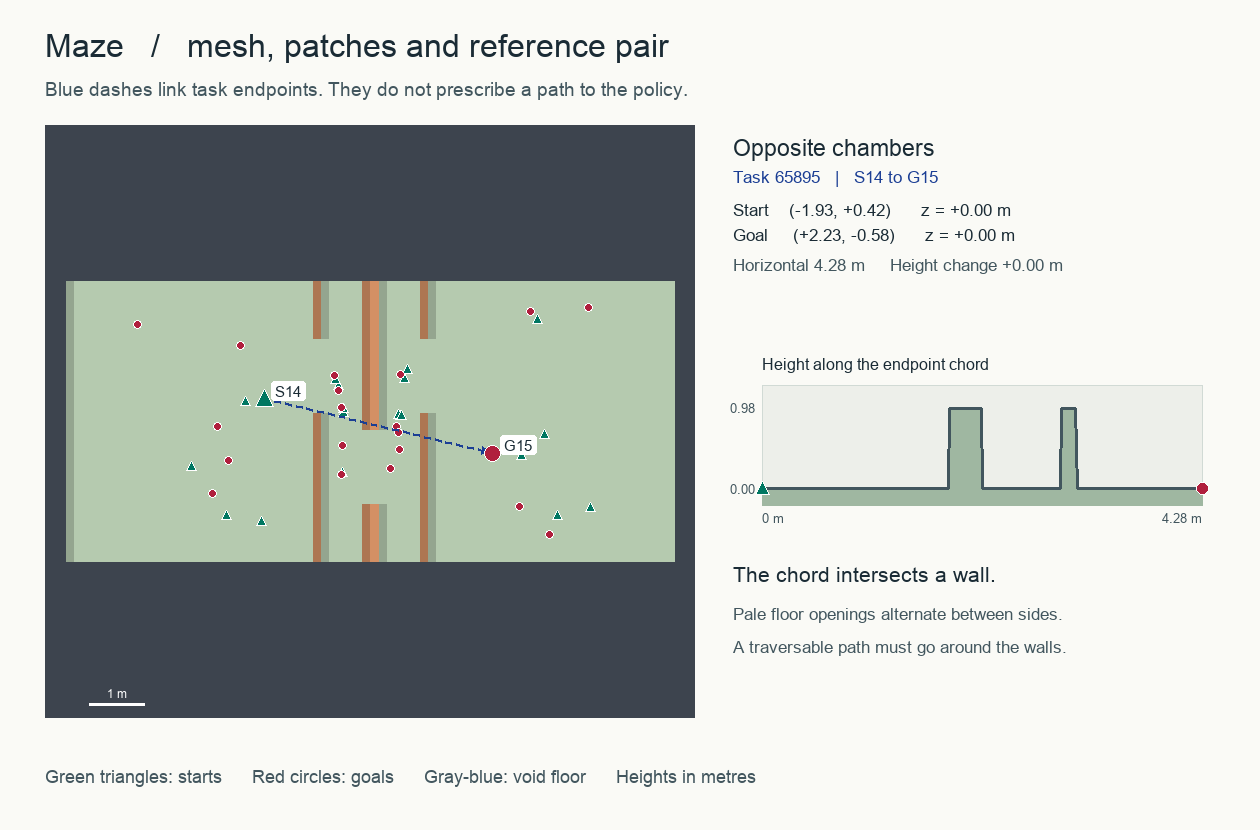 Maze / mesh, patches and reference pair
Blue dashes link task endpoints. They do not prescribe a path to the policy.
S14
G15
1 m
Opposite chambers
Task 65895 | S14 to G15
Start (-1.93, +0.42) z = +0.00 m
Goal (+2.23, -0.58) z = +0.00 m
Horizontal 4.28 m Height change +0.00 m
Height along the endpoint chord
0.98
0.00
0 m 4.28 m
The chord intersects a wall.
Pale floor openings alternate between sides.
A traversable path must go around the walls.
Green triangles: starts Red circles: goals Gray-blue: void floor Heights in metres